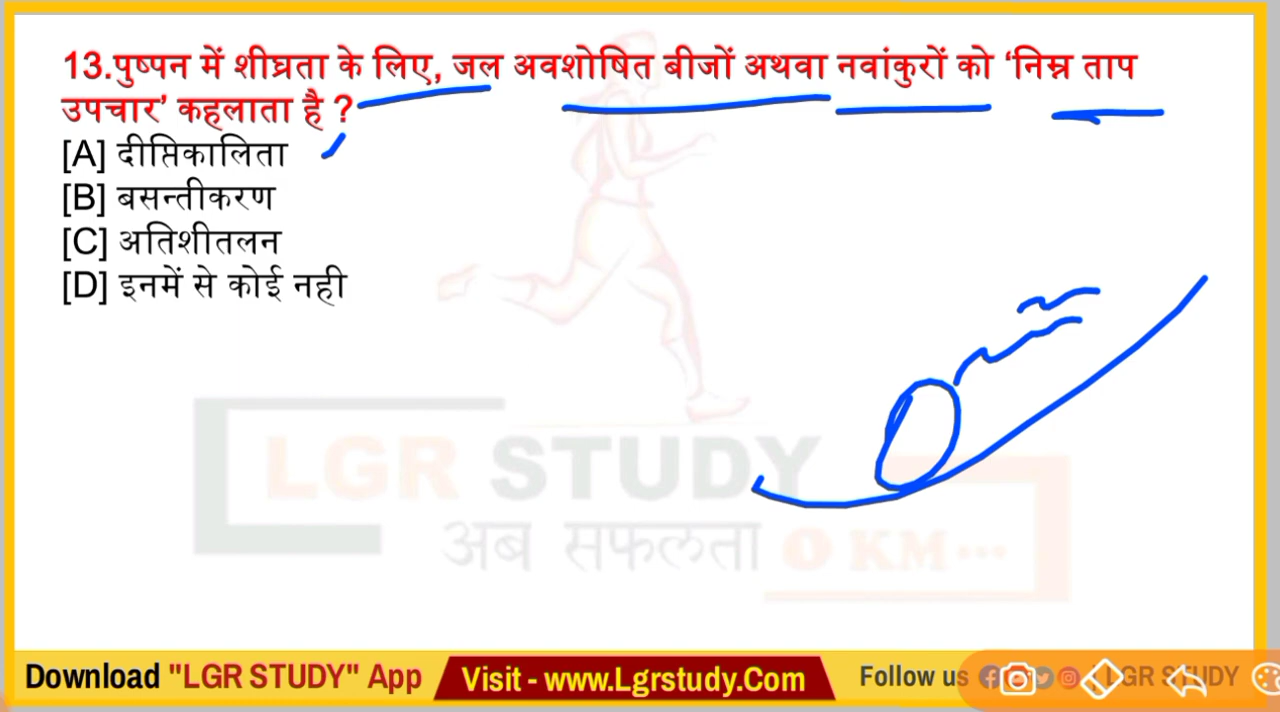 13.पुष्पन में शीघ्रता के लिए, जल अवशोषित बीजों अथवा नवांकुरों को ‘निम्न ताप
उपचार’ कहलाता है ?
[A] दीप्तिकालिता
[B] बसन्तीकरण
[C] अतिशीतलन
[D] इनमें से कोई नही
LGR STUDY
अब सफलता 0 KM...
Download "LGR STUDY" App Visit - www.Lgrstudy.Com Follow us LGR STUDY